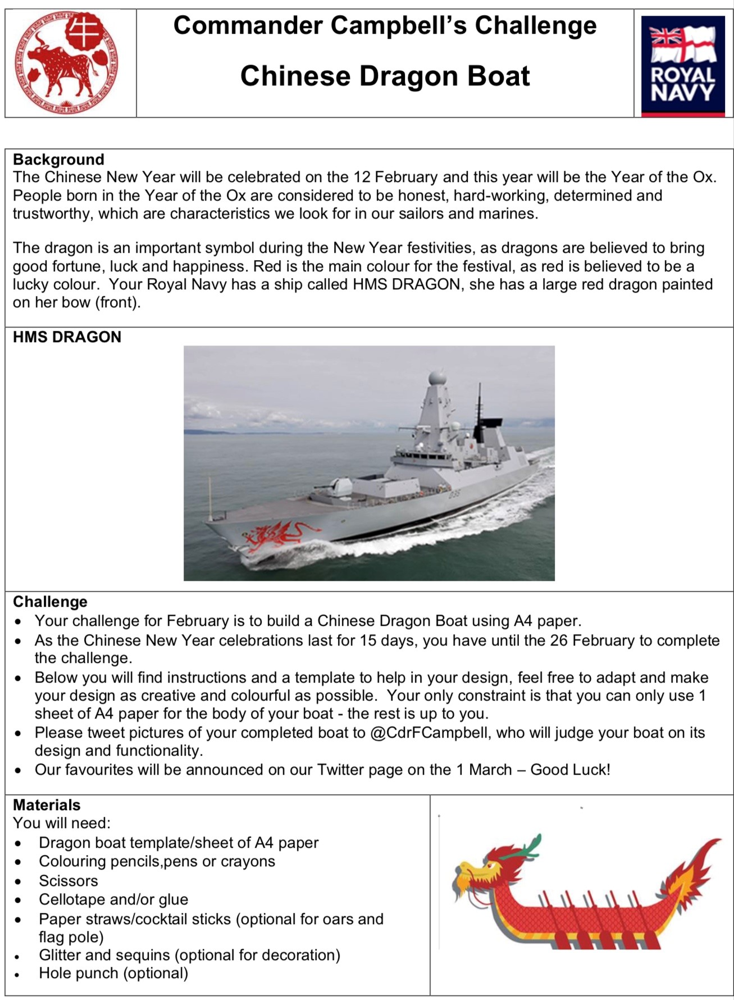 牛
Commander Campbell’s Challenge
Chinese Dragon Boat
ROYAL
NAVY
Background
The Chinese New Year will be celebrated on the 12 February and this year will be the Year of the Ox.
People born in the Year of the Ox are considered to be honest, hard-working, determined and
trustworthy, which are characteristics we look for in our sailors and marines.
The dragon is an important symbol during the New Year festivities, as dragons are believed to bring
good fortune, luck and happiness. Red is the main colour for the festival, as red is believed to be a
lucky colour.  Your Royal Navy has a ship called HMS DRAGON, she has a large red dragon painted
on her bow (front).
HMS DRAGON
D35
Challenge
• Your challenge for February is to build a Chinese Dragon Boat using A4 paper.
• As the Chinese New Year celebrations last for 15 days, you have until the 26 February to complete
the challenge.
• Below you will find instructions and a template to help in your design, feel free to adapt and make
your design as creative and colourful as possible.  Your only constraint is that you can only use 1
sheet of A4 paper for the body of your boat - the rest is up to you.
• Please tweet pictures of your completed boat to @CdrFCampbell, who will judge your boat on its
design and functionality.
• Our favourites will be announced on our Twitter page on the 1 March – Good Luck!
Materials
You will need:
• Dragon boat template/sheet of A4 paper
• Colouring pencils,pens or crayons
• Scissors
• Cellotape and/or glue
• Paper straws/cocktail sticks (optional for oars and
flag pole)
• Glitter and sequins (optional for decoration)
• Hole punch (optional)